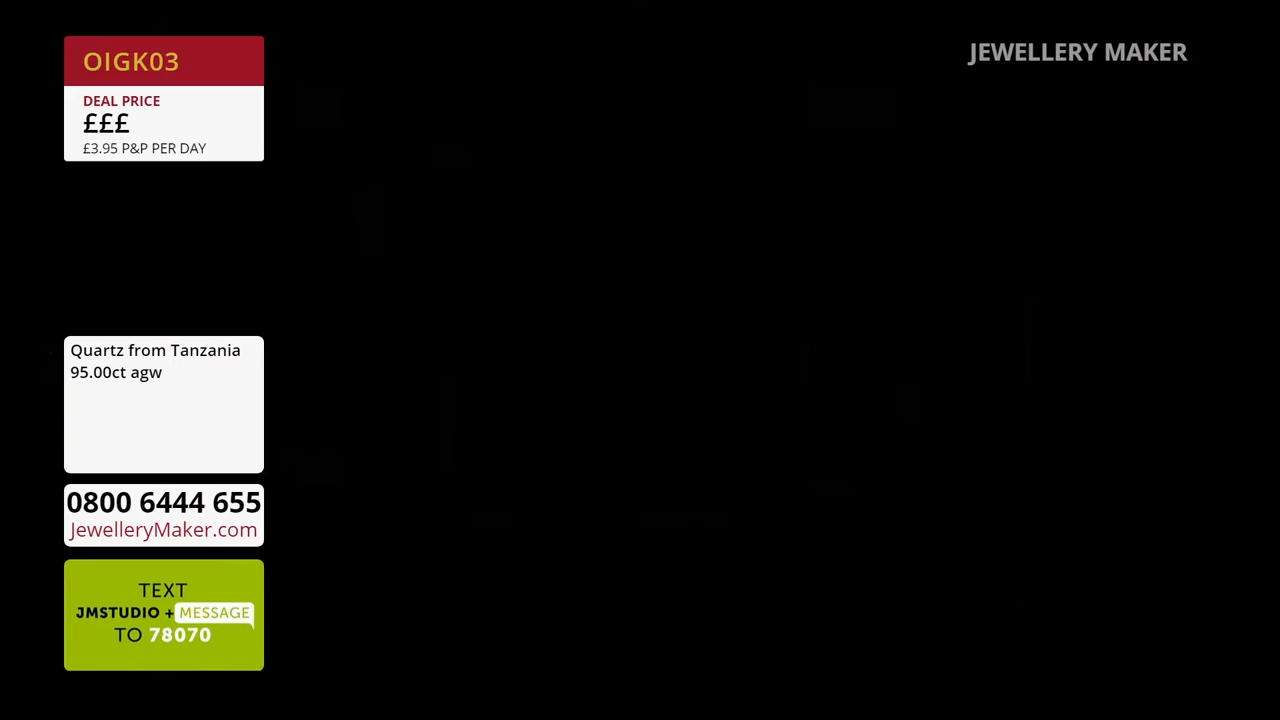 OIGK03
DEAL PRICE
£££
£3.95 P&P PER DAY
JEWELLERY MAKER
Quartz from Tanzania
95.00ct agw
0800 6444 655
JewelleryMaker.com
TEXT
JMSTUDIO + MESSAGE
TO 78070